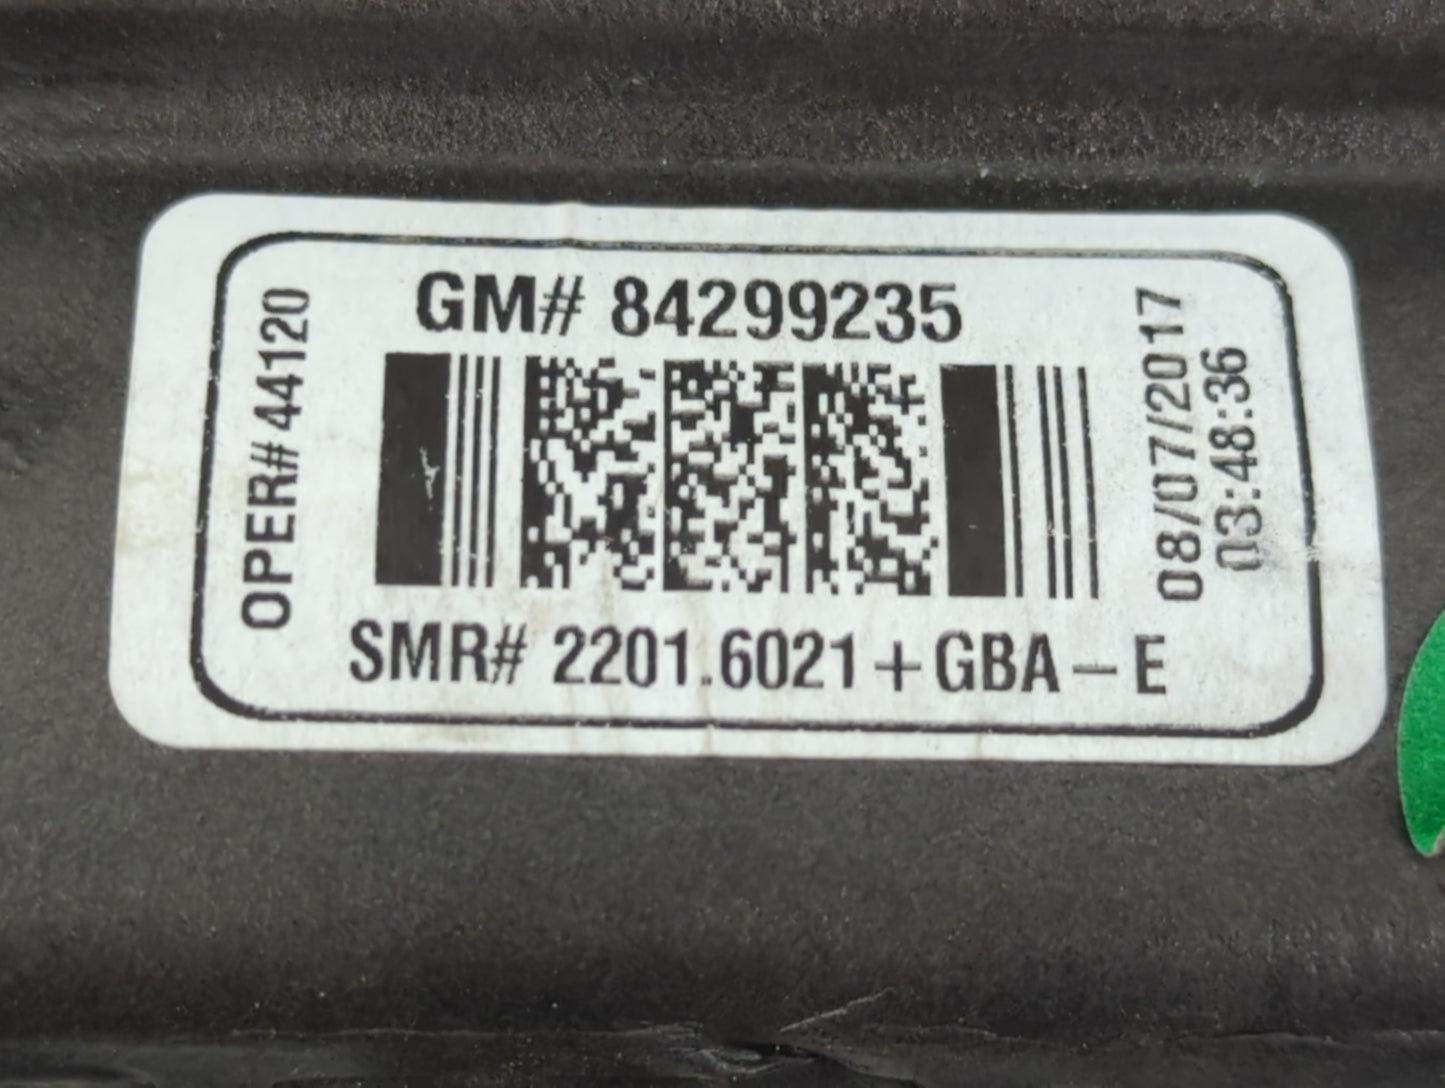 GM# 84299235
OPER# 44120
08/07/2017
03:48:36
SMR# 2201.6021+GBA-E